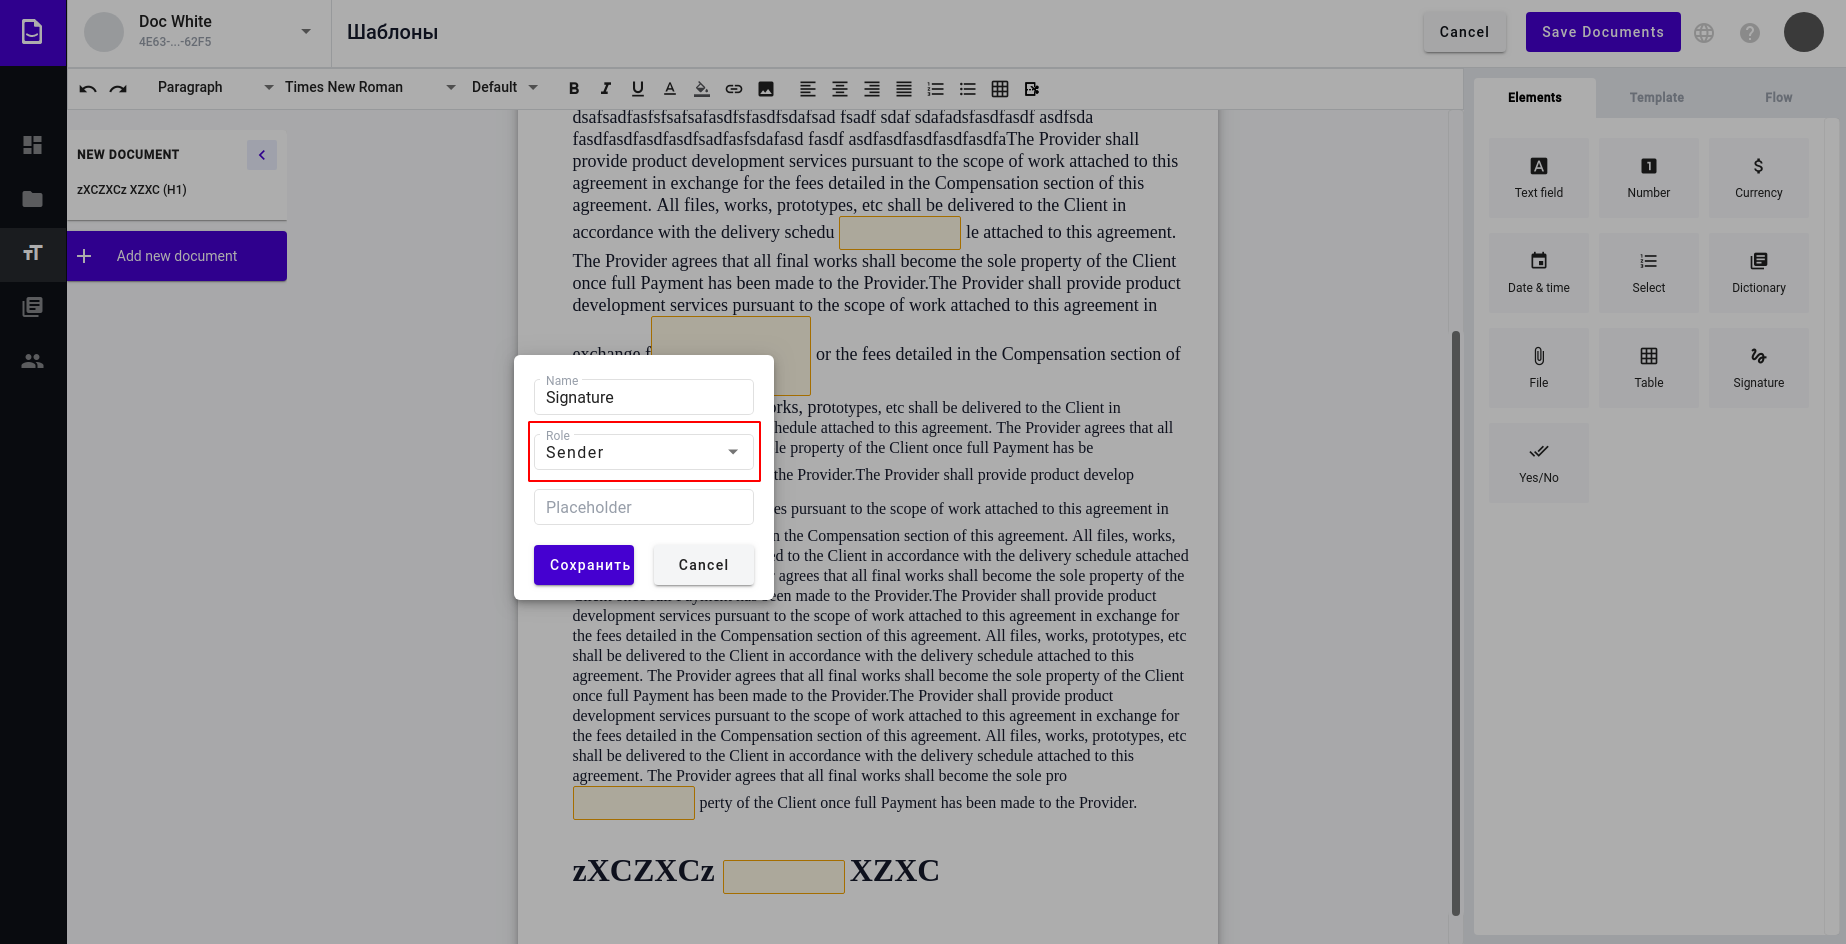 Doc White
4E63-...-62F5
Шаблоны
Cancel
Save Documents
Paragraph
Times New Roman
Default
Elements
Template
Flow
NEW DOCUMENT
zXCZXCz XZXC (H1)
Add new document
dsafsadfasfsfsafsafasdfsfasdfsdafsad fsadf sdaf sdafadsfasdfasdf asdfsda
fasdfasdfasdfasdfsadfasfsdafasd fasdf asdfasdfasdfasdfasdfaThe Provider shall
provide product development services pursuant to the scope of work attached to this
agreement in exchange for the fees detailed in the Compensation section of this
agreement. All files, works, prototypes, etc shall be delivered to the Client in
accordance with the delivery schedu le attached to this agreement.
The Provider agrees that all final works shall become the sole property of the Client
once full Payment has been made to the Provider.The Provider shall provide product
development services pursuant to the scope of work attached to this agreement in
exchange f or the fees detailed in the Compensation section of
rks, prototypes, etc shall be delivered to the Client in
hedule attached to this agreement. The Provider agrees that all
le property of the Client once full Payment has be
the Provider.The Provider shall provide product develop
es pursuant to the scope of work attached to this agreement in
n the Compensation section of this agreement. All files, works,
ed to the Client in accordance with the delivery schedule attached
agrees that all final works shall become the sole property of the
en made to the Provider.The Provider shall provide product
development services pursuant to the scope of work attached to this agreement in exchange for
the fees detailed in the Compensation section of this agreement. All files, works, prototypes, etc
shall be delivered to the Client in accordance with the delivery schedule attached to this
agreement. The Provider agrees that all final works shall become the sole property of the Client
once full Payment has been made to the Provider.The Provider shall provide product
development services pursuant to the scope of work attached to this agreement in exchange for
the fees detailed in the Compensation section of this agreement. All files, works, prototypes, etc
shall be delivered to the Client in accordance with the delivery schedule attached to this
agreement. The Provider agrees that all final works shall become the sole pro
perty of the Client once full Payment has been made to the Provider.
zXCZXCz XZXC
Name
Signature
Role
Sender
Placeholder
Сохранить
Cancel
Text field
Number
Currency
Date & time
Select
Dictionary
File
Table
Signature
Yes/No